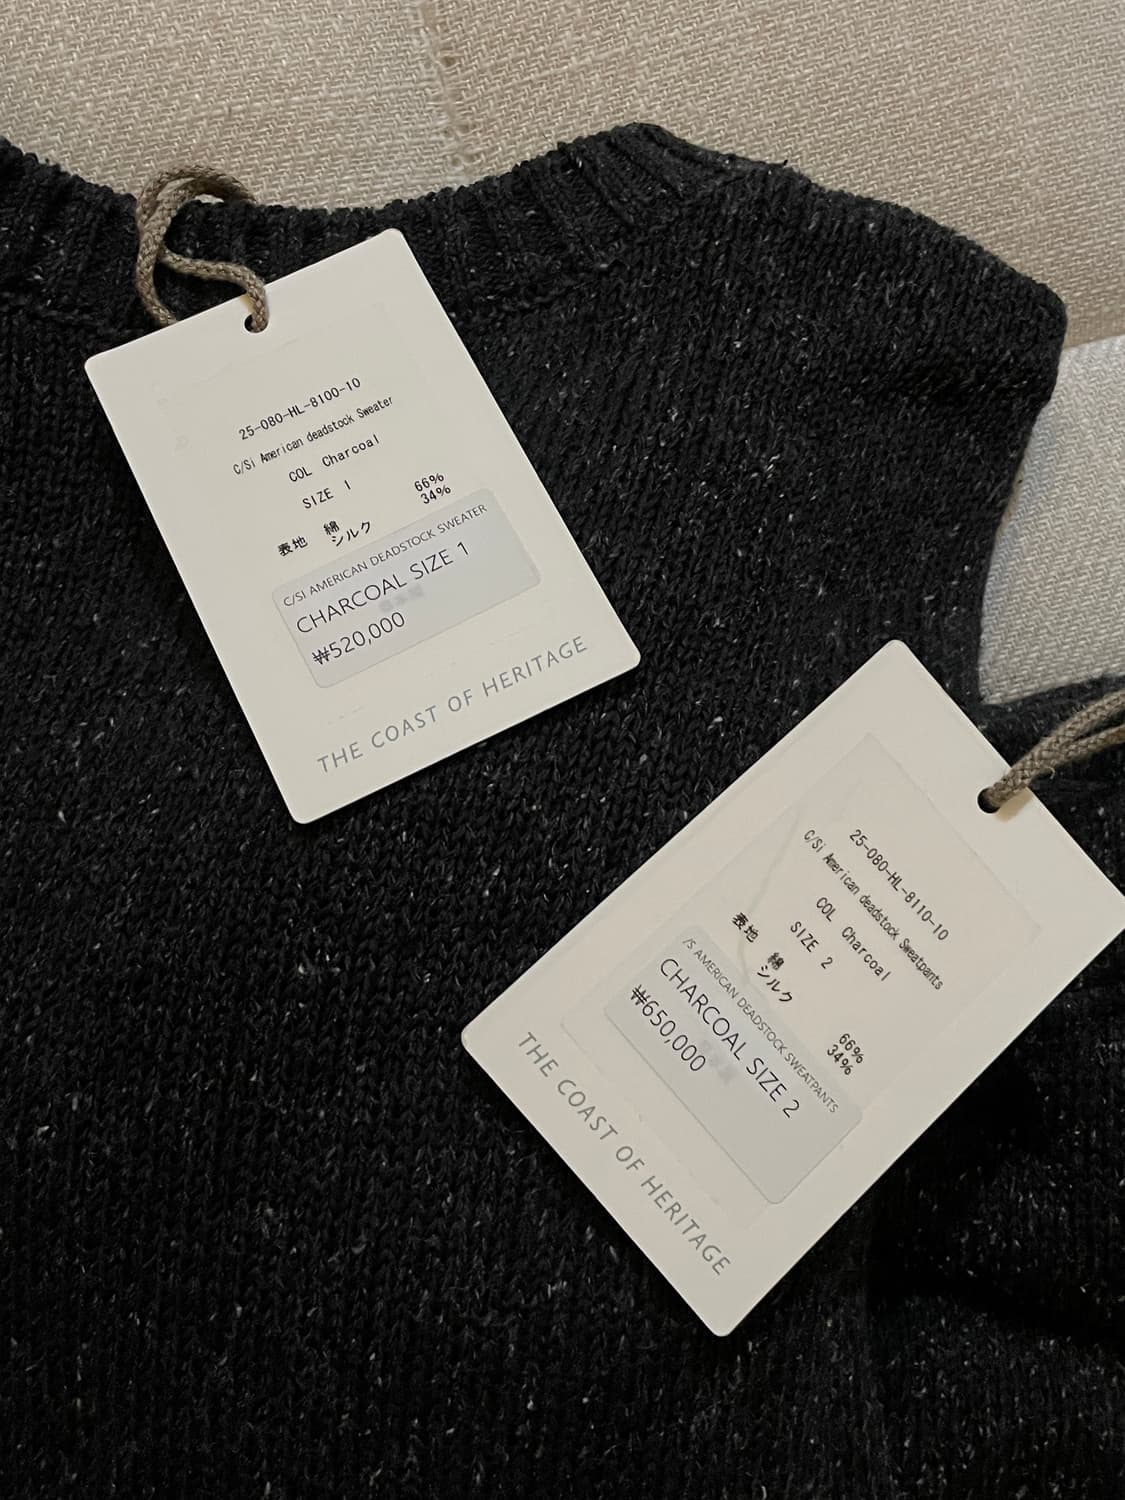 25-080-HL-8100-10
C/Si American deadstock Sweater
COL Charcoal
SIZE 1
表地 綿 66%
シルク 34%
C/SI AMERICAN DEADSTOCK SWEATER
CHARCOAL SIZE 1
₩520,000
THE COAST OF HERITAGE
25-080-HL-8110-10
C/Si American deadstock Sweatpants
COL Charcoal
SIZE 2
表地 綿 66%
シルク 34%
/S AMERICAN DEADSTOCK SWEATPANTS
CHARCOAL SIZE 2
₩650,000
THE COAST OF HERITAGE